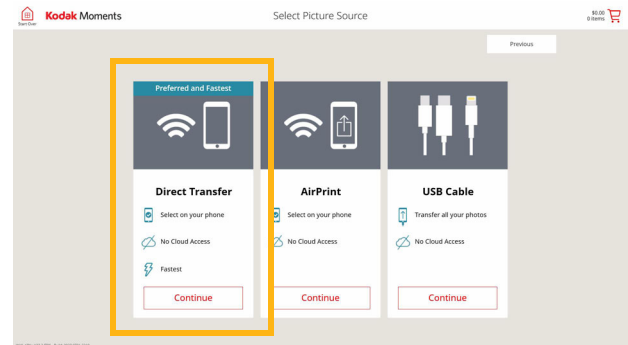 Start Over
Kodak Moments
Select Picture Source
$0.00
0 items
Previous
Preferred and Fastest
Direct Transfer
Select on your phone
No Cloud Access
Fastest
Continue
AirPrint
Select on your phone
No Cloud Access
Continue
USB Cable
Transfer all your photos
No Cloud Access
Continue